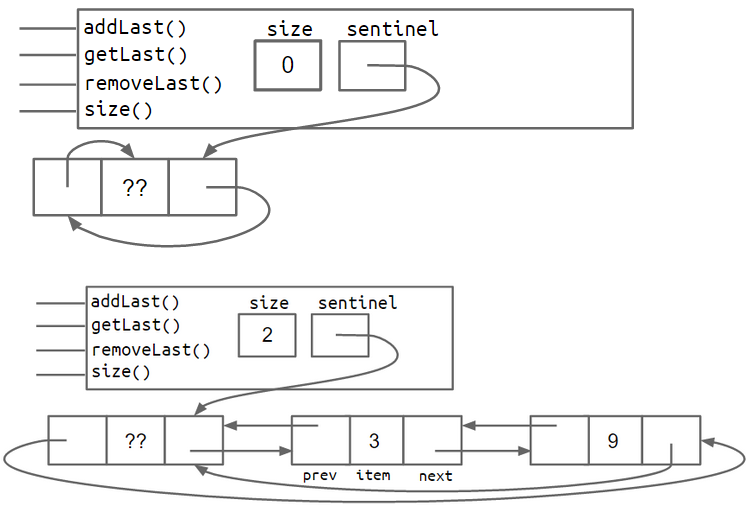 addLast()
size sentinel
getLast()
0
removeLast()
size()
??
addLast()
size sentinel
getLast()
2
removeLast()
size()
?? 3 9
prev item next